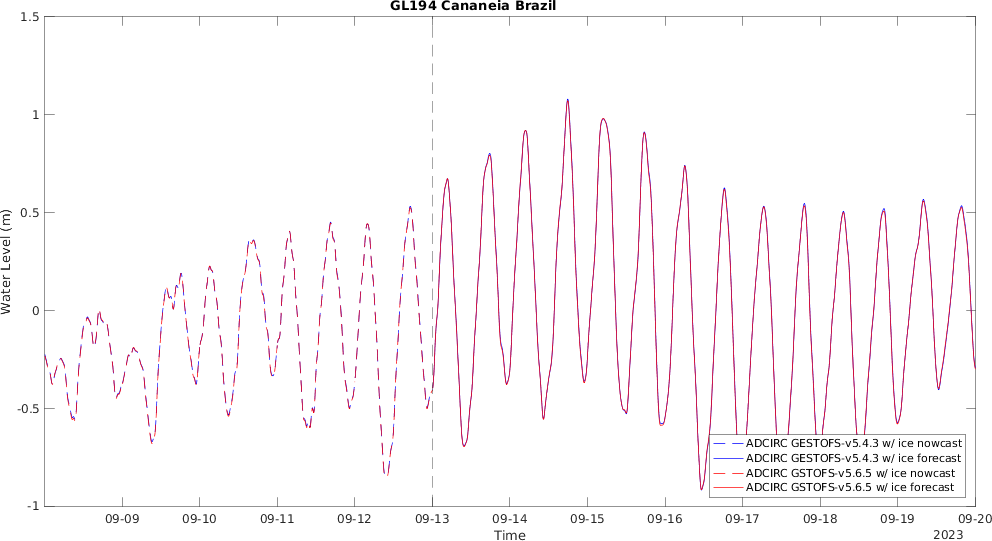 GL194 Cananeia Brazil
1.5
1
0.5
0
-0.5
-1
Water Level (m)
ADCIRC GESTOFS-v5.4.3 w/ ice nowcast
ADCIRC GESTOFS-v5.4.3 w/ ice forecast
ADCIRC GSTOFS-v5.6.5 w/ ice nowcast
ADCIRC GSTOFS-v5.6.5 w/ ice forecast
09-09 09-10 09-11 09-12 09-13 09-14 09-15 09-16 09-17 09-18 09-19 09-20
Time
2023